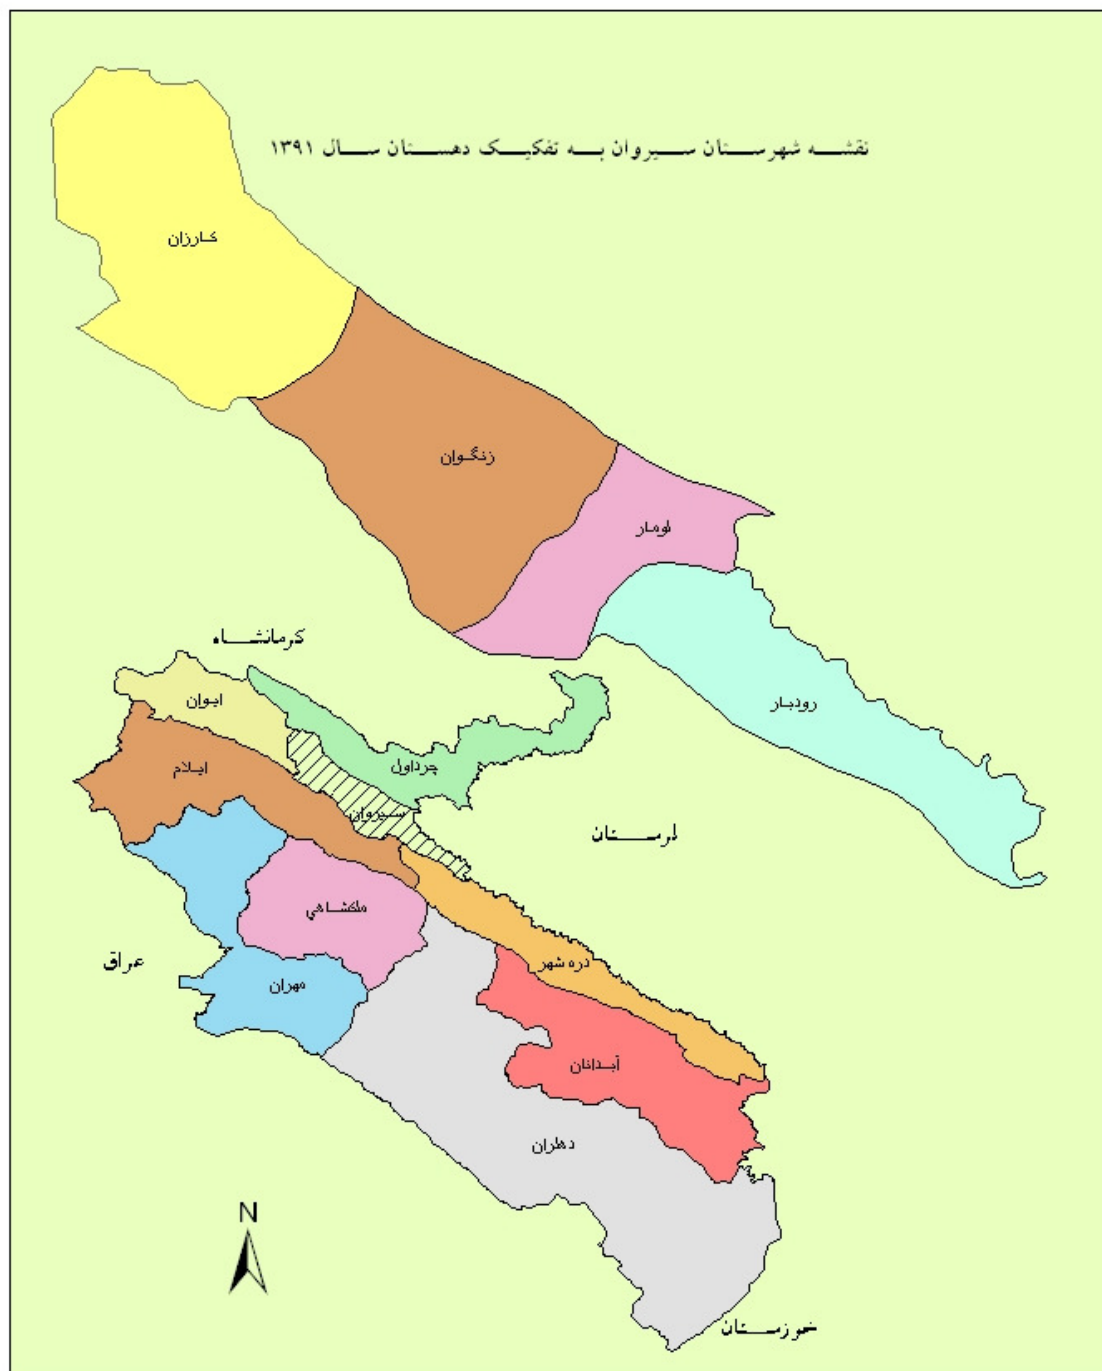 نقشه شهرستان سیروان به تفکیک دهستان سال ۱۳۹۱
کارزان
زنگوان
لومار
رودبار
کرمانشاه
ایوان
چرداول
ایلام
سیروان
لرستان
ملکشاهي
دره شهر
عراق
مهران
آبدانان
دهلران
N
خوزستان